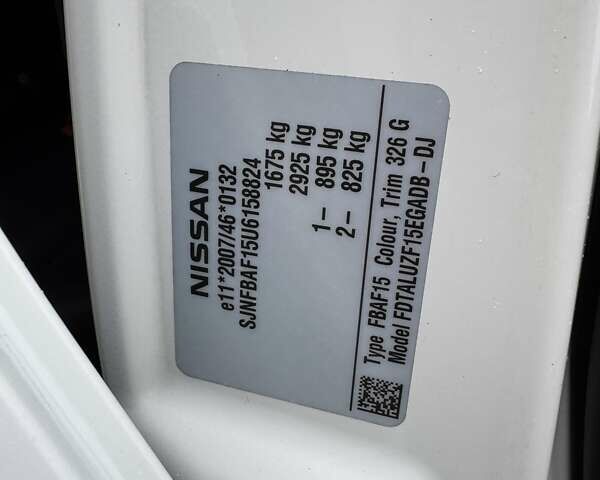 NISSAN
e11*2007/46*0132
SJNFBAF15U6158824
1675 kg
2925 kg
1- 895 kg
2- 825 kg
Type FBAF15 Colour, Trim 326 G
Model FDTALUZF15EGADB-DJ